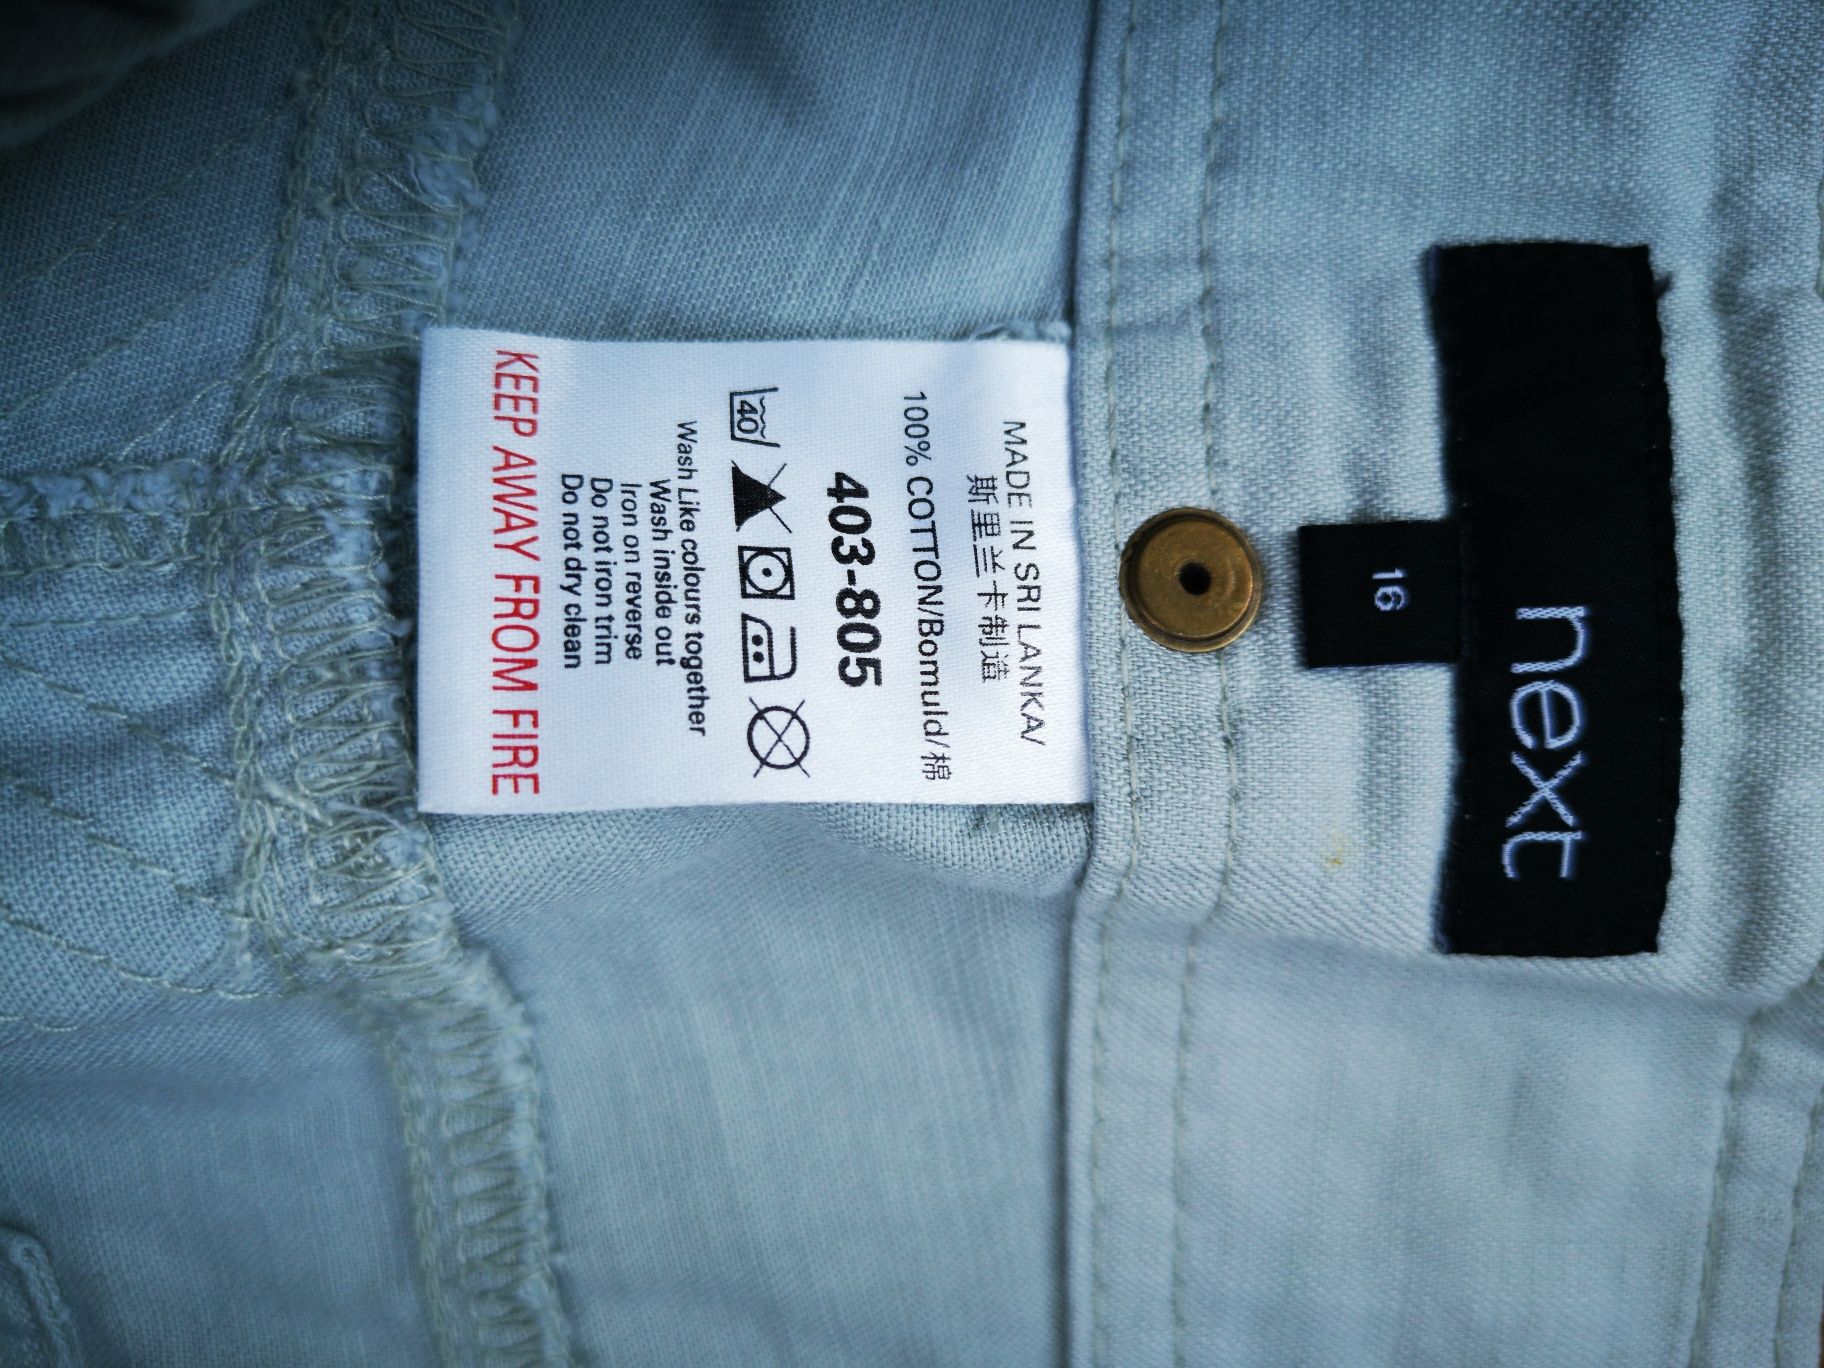 next
16
MADE IN SRI LANKA/
斯里兰卡制造
100% COTTON/Bomuld/棉
403-805
40
Wash Like colours together
Wash inside out
Iron on reverse
Do not iron trim
Do not dry clean
KEEP AWAY FROM FIRE